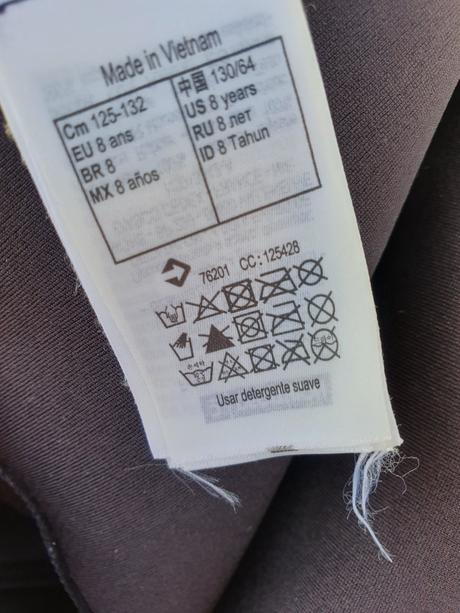 Made in Vietnam
Cm 125-132
EU 8 ans
BR 8
MX 8 años
中国 130/64
US 8 years
RU 8 лет
ID 8 Tahun
76201 CC:125428
Usar detergente suave